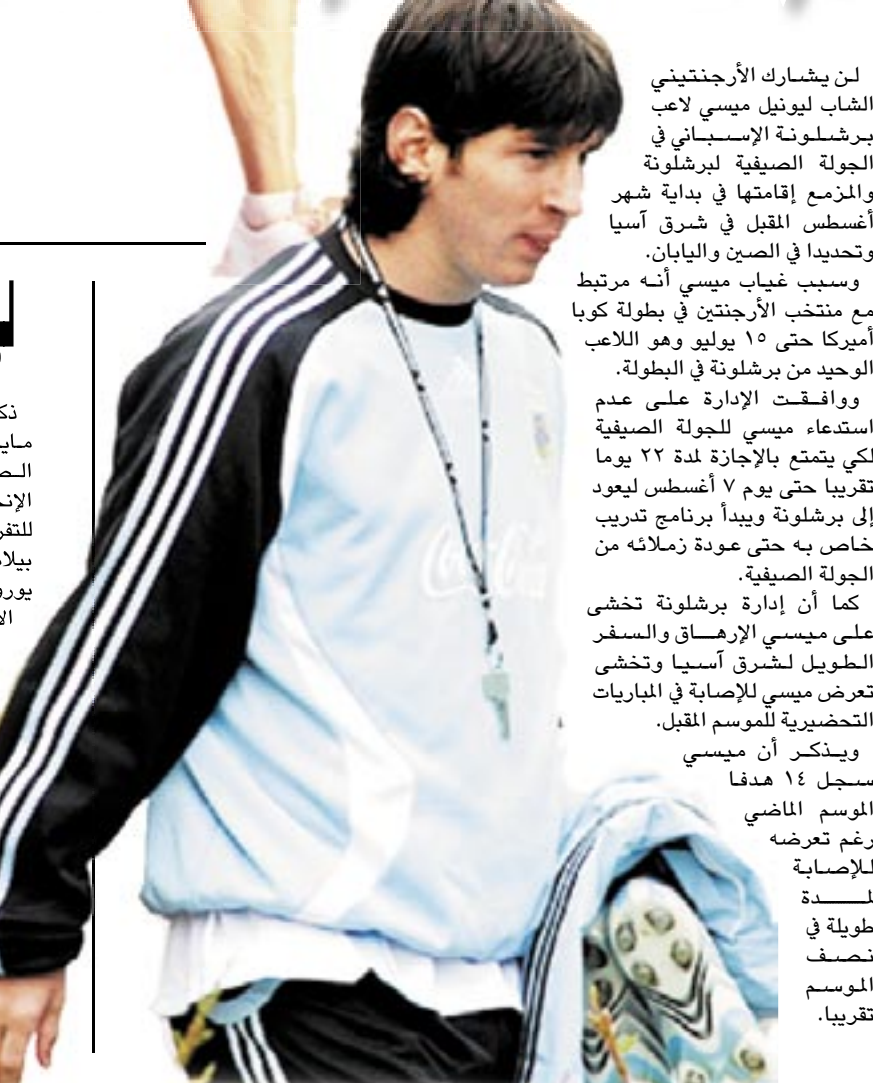 لن يشارك الأرجنتيني
الشاب ليونيل ميسي لاعب
برشلونة الإسباني في
الجولة الصيفية لبرشلونة
والمزمع إقامتها في بداية شهر
أغسطس المقبل في شرق آسيا
وتحديدا في الصين واليابان.
وسبب غياب ميسي أنه مرتبط
مع منتخب الأرجنتين في بطولة كوبا
أميركا حتى ١٥ يوليو وهو اللاعب
الوحيد من برشلونة في البطولة.
ووافقت الإدارة على عدم
استدعاء ميسي للجولة الصيفية
لكي يتمتع بالإجازة لمدة ٢٢ يوما
تقريبا حتى يوم ٧ أغسطس ليعود
إلى برشلونة ويبدأ برنامج تدريب
خاص به حتى عودة زملائه من
الجولة الصيفية.
كما أن إدارة برشلونة تخشى
على ميسي الإرهاق والسفر
الطويل لشرق آسيا وتخشى
تعرض ميسي للإصابة في المباريات
التحضيرية للموسم المقبل.
ويذكر أن ميسي
سجل ١٤ هدفا
الموسم الماضي
رغم تعرضه
للإصابة
لمدة
طويلة في
نصف
الموسم
تقريبا.
Coca-Cola